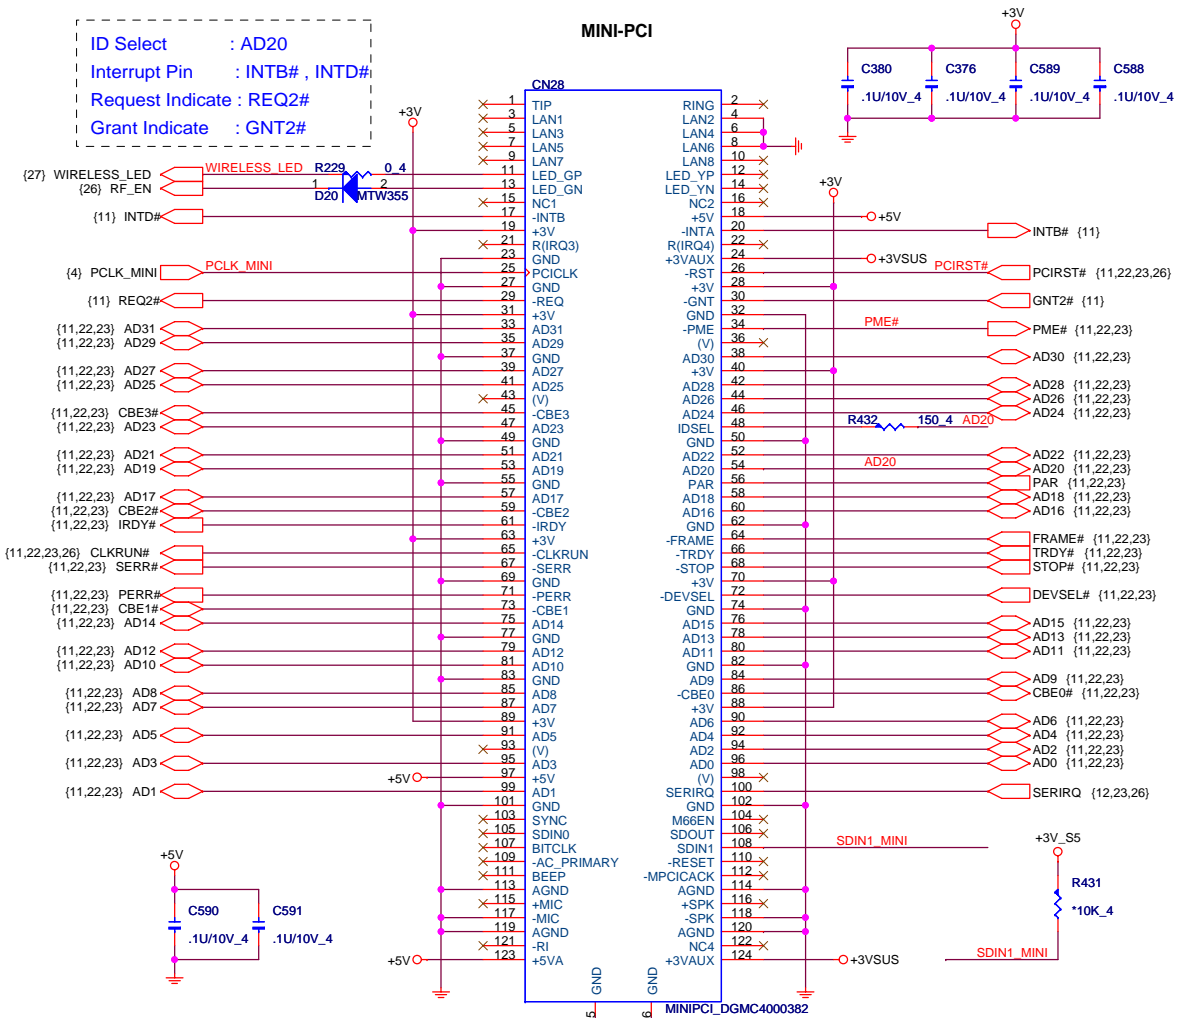 MINI-PCI
ID Select : AD20
Interrupt Pin : INTB# , INTD#
Request Indicate : REQ2#
Grant Indicate : GNT2#
+3V
C380 C376 C589 C588
.1U/10V_4 .1U/10V_4 .1U/10V_4 .1U/10V_4
CN28
+3V
+3V
1 TIP RING 2
3 LAN1 LAN2 4
5 LAN3 LAN4 6
7 LAN5 LAN6 8
9 LAN7 LAN8 10
{27} WIRELESS_LED WIRELESS_LED R229 0_4 11 LED_GP LED_YP 12
{26} RF_EN 1 2 13 LED_GN LED_YN 14
D20 MTW355
15 NC1 NC2 16
{11} INTD# 17 -INTB +5V 18 +5V
19 +3V -INTA 20 INTB# {11}
21 R(IRQ3) R(IRQ4) 22
23 GND +3VAUX 24 +3VSUS
{4} PCLK_MINI PCLK_MINI 25 PCICLK -RST 26 PCIRST# PCIRST# {11,22,23,26}
27 GND +3V 28
{11} REQ2# 29 -REQ -GNT 30 GNT2# {11}
31 +3V GND 32
{11,22,23} AD31 33 AD31 -PME 34 PME# PME# {11,22,23}
{11,22,23} AD29 35 AD29 (V) 36
37 GND AD30 38 AD30 {11,22,23}
{11,22,23} AD27 39 AD27 +3V 40
{11,22,23} AD25 41 AD25 AD28 42 AD28 {11,22,23}
43 (V) AD26 44 AD26 {11,22,23}
{11,22,23} CBE3# 45 -CBE3 AD24 46 AD24 {11,22,23}
{11,22,23} AD23 47 AD23 IDSEL 48 R432 150_4 AD20
49 GND GND 50
{11,22,23} AD21 51 AD21 AD22 52 AD22 {11,22,23}
{11,22,23} AD19 53 AD19 AD20 54 AD20 AD20 {11,22,23}
55 GND PAR 56 PAR {11,22,23}
{11,22,23} AD17 57 AD17 AD18 58 AD18 {11,22,23}
{11,22,23} CBE2# 59 -CBE2 AD16 60 AD16 {11,22,23}
{11,22,23} IRDY# 61 -IRDY GND 62
63 +3V -FRAME 64 FRAME# {11,22,23}
{11,22,23,26} CLKRUN# 65 -CLKRUN -TRDY 66 TRDY# {11,22,23}
{11,22,23} SERR# 67 -SERR -STOP 68 STOP# {11,22,23}
69 GND +3V 70
{11,22,23} PERR# 71 -PERR -DEVSEL 72 DEVSEL# {11,22,23}
{11,22,23} CBE1# 73 -CBE1 GND 74
{11,22,23} AD14 75 AD14 AD15 76 AD15 {11,22,23}
77 GND AD13 78 AD13 {11,22,23}
{11,22,23} AD12 79 AD12 AD11 80 AD11 {11,22,23}
{11,22,23} AD10 81 AD10 GND 82
83 GND AD9 84 AD9 {11,22,23}
{11,22,23} AD8 85 AD8 -CBE0 86 CBE0# {11,22,23}
{11,22,23} AD7 87 AD7 +3V 88
89 +3V AD6 90 AD6 {11,22,23}
{11,22,23} AD5 91 AD5 AD4 92 AD4 {11,22,23}
93 (V) AD2 94 AD2 {11,22,23}
{11,22,23} AD3 95 AD3 AD0 96 AD0 {11,22,23}
+5V 97 +5V (V) 98
{11,22,23} AD1 99 AD1 SERIRQ 100 SERIRQ {12,23,26}
101 GND GND 102
103 SYNC M66EN 104
105 SDIN0 SDOUT 106
107 BITCLK SDIN1 108 SDIN1_MINI
109 -AC_PRIMARY -RESET 110
111 BEEP -MPCICACK 112
113 AGND AGND 114
115 +MIC +SPK 116
117 -MIC -SPK 118
119 AGND AGND 120
121 -RI NC4 122
+5V 123 +5VA +3VAUX 124 +3VSUS
GND GND
5 6
MINIPCI_DGMC4000382
+5V
C590 C591
.1U/10V_4 .1U/10V_4
+3V_S5
R431
*10K_4
SDIN1_MINI